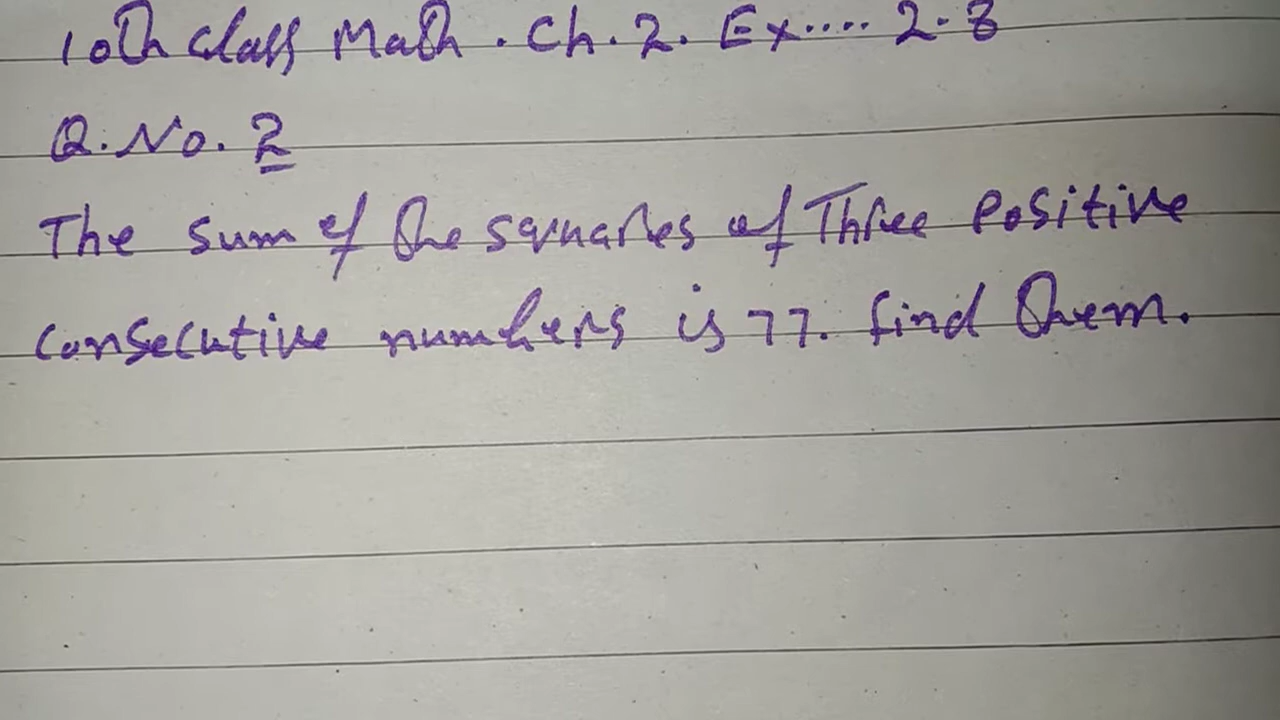 10th class Math. Ch. 2. Ex.... 2.8
Q. No. 2
The sum of the squares of Three Positive
consecutive numbers is 77. find them.